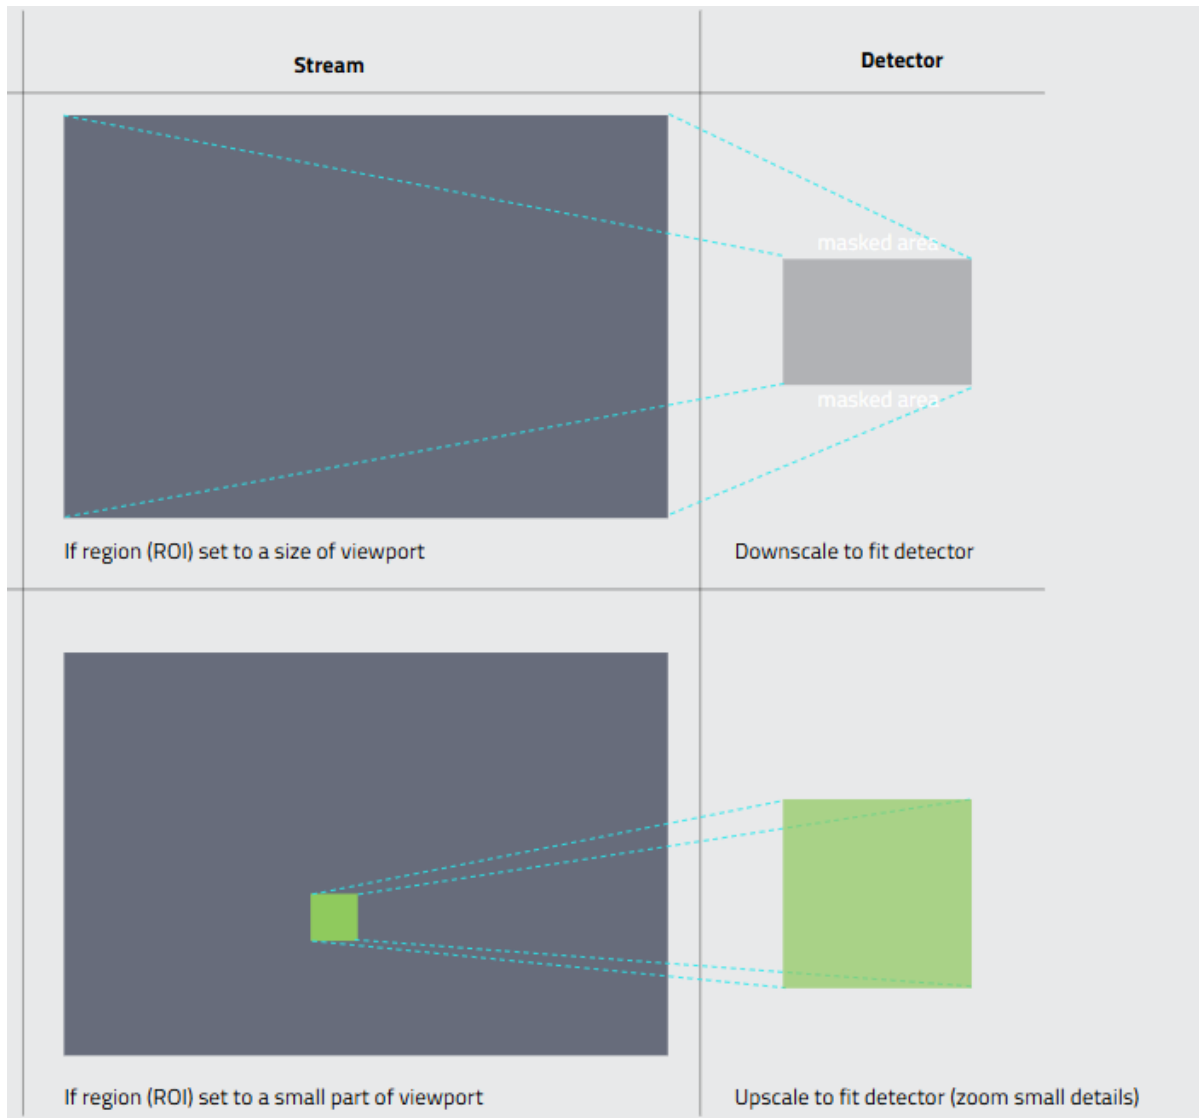 Stream
Detector
masked area
masked area
If region (ROI) set to a size of viewport
Downscale to fit detector
If region (ROI) set to a small part of viewport
Upscale to fit detector (zoom small details)